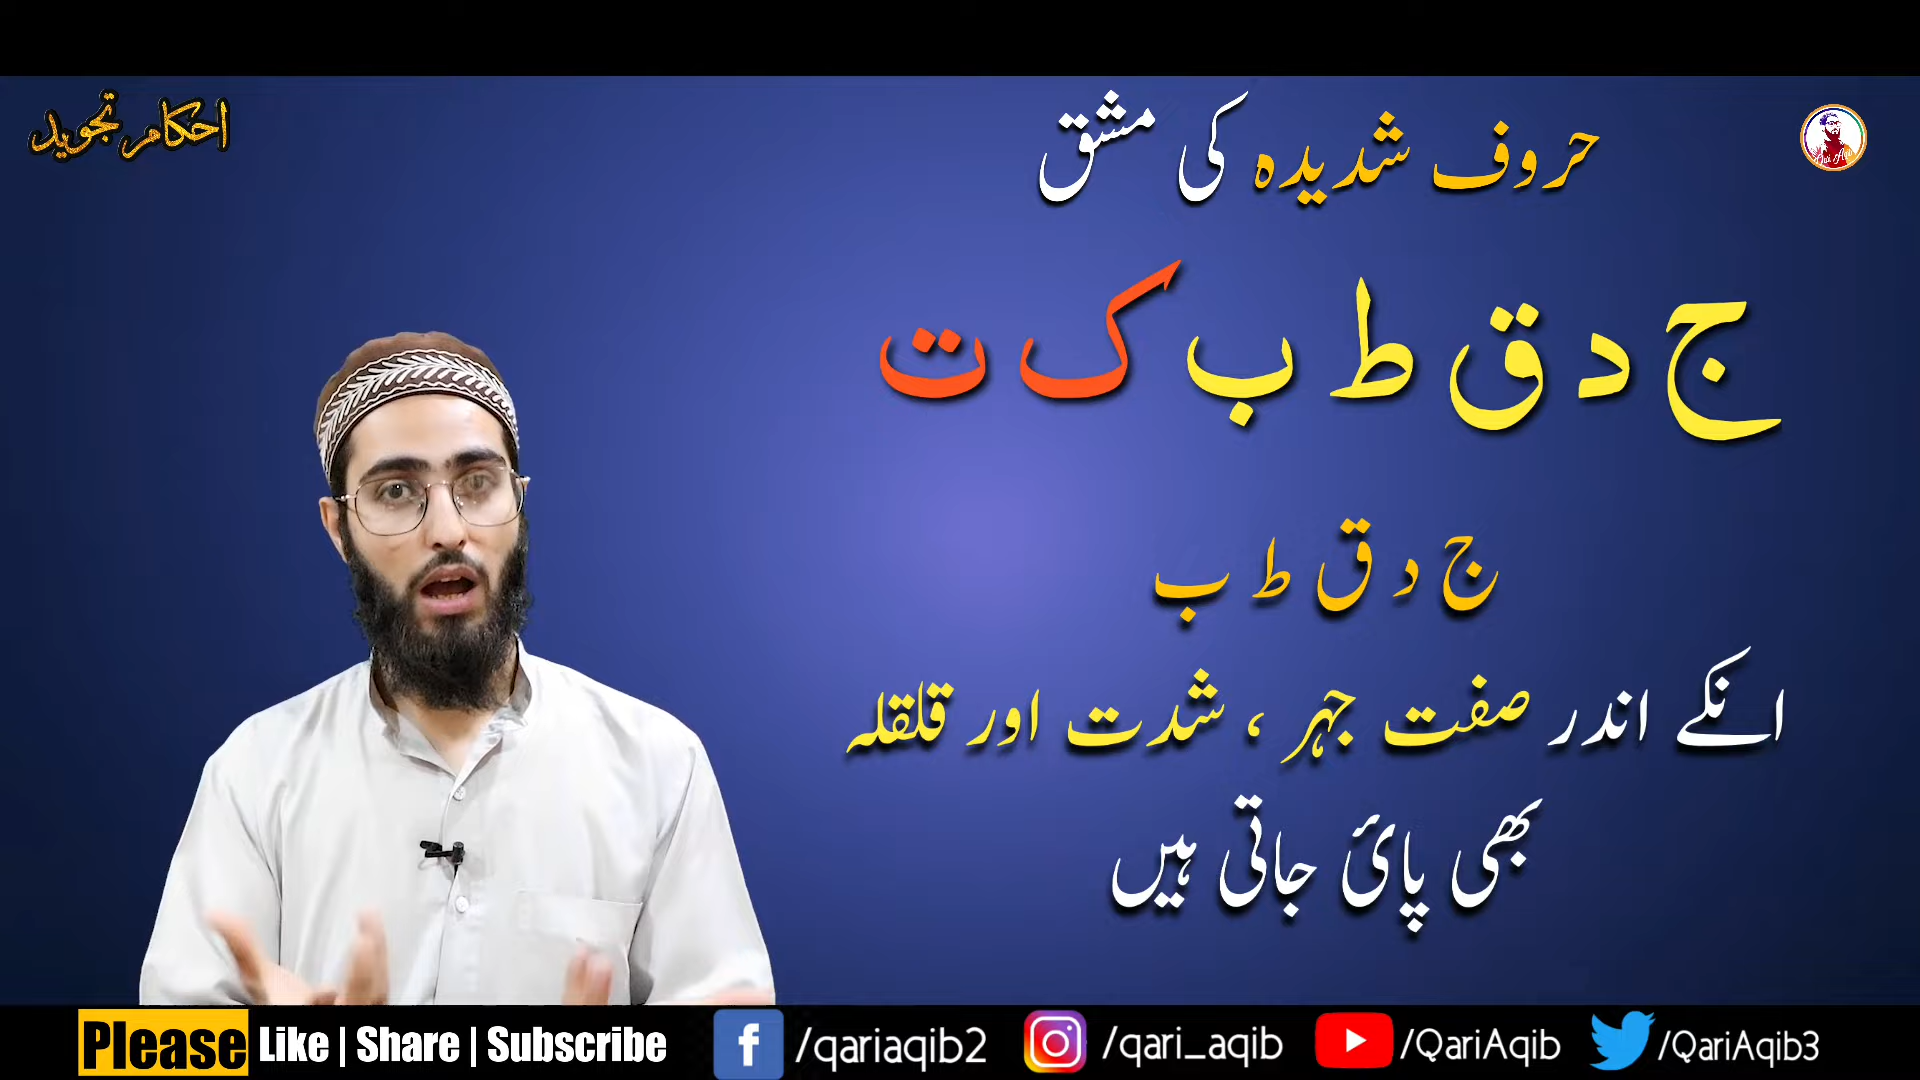 احکام تجوید
حروف شدیدہ کی مشق
ج د ق ط ب ک ت
ج د ق ط ب
انکے اندر صفت جہر ، شدت اور قلقلہ
بھی پائ جاتی ہیں
Please Like | Share | Subscribe /qariaqib2 /qari_aqib /QariAqib /QariAqib3